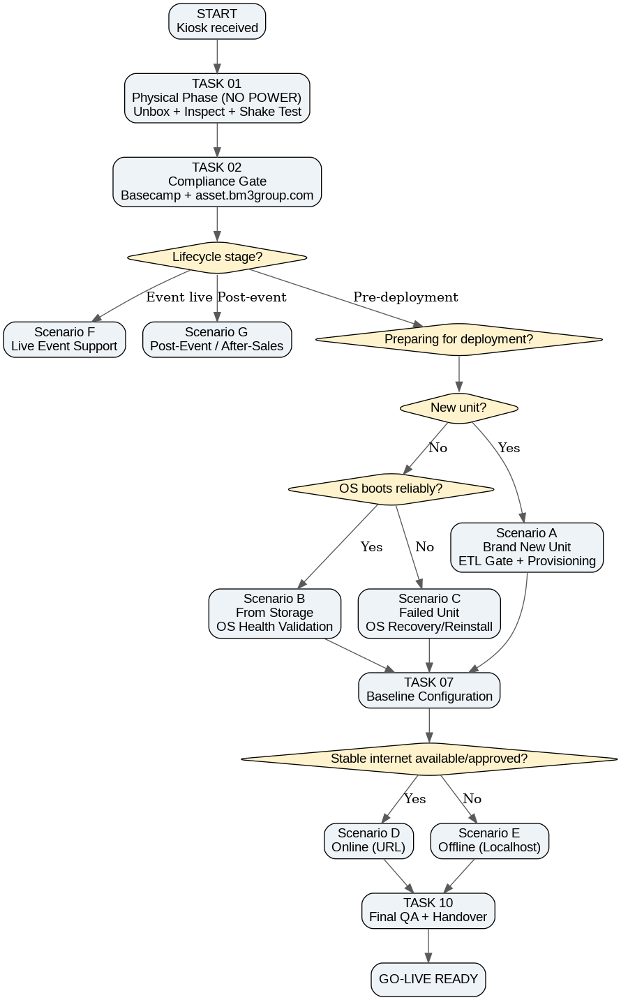 START
Kiosk received
TASK 01
Physical Phase (NO POWER)
Unbox + Inspect + Shake Test
TASK 02
Compliance Gate
Basecamp + asset.bm3group.com
Lifecycle stage?
Event live
Post-event
Pre-deployment
Scenario F
Live Event Support
Scenario G
Post-Event / After-Sales
Preparing for deployment?
New unit?
No
Yes
OS boots reliably?
Yes
No
Scenario A
Brand New Unit
ETL Gate + Provisioning
Scenario B
From Storage
OS Health Validation
Scenario C
Failed Unit
OS Recovery/Reinstall
TASK 07
Baseline Configuration
Stable internet available/approved?
Yes
No
Scenario D
Online (URL)
Scenario E
Offline (Localhost)
TASK 10
Final QA + Handover
GO-LIVE READY